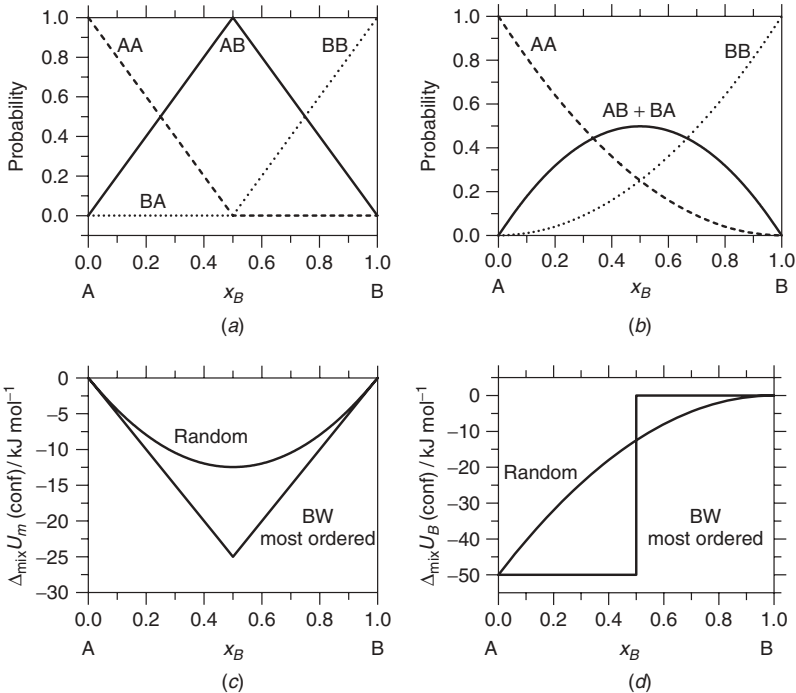 AA AB BB
BA
Probability
1.0
0.8
0.6
0.4
0.2
0.0
0.0 0.2 0.4 0.6 0.8 1.0
A x_B B
(a)
AA
BB
AB + BA
Probability
1.0
0.8
0.6
0.4
0.2
0.0
0.0 0.2 0.4 0.6 0.8 1.0
A x_B B
(b)
Δ_mix U_m (conf) / kJ mol⁻¹
0
−5
−10
−15
−20
−25
−30
Random
BW
most ordered
0.0 0.2 0.4 0.6 0.8 1.0
A x_B B
(c)
Δ_mix U_B (conf) / kJ mol⁻¹
0
−10
−20
−30
−40
−50
Random
BW
most ordered
0.0 0.2 0.4 0.6 0.8 1.0
A x_B B
(d)